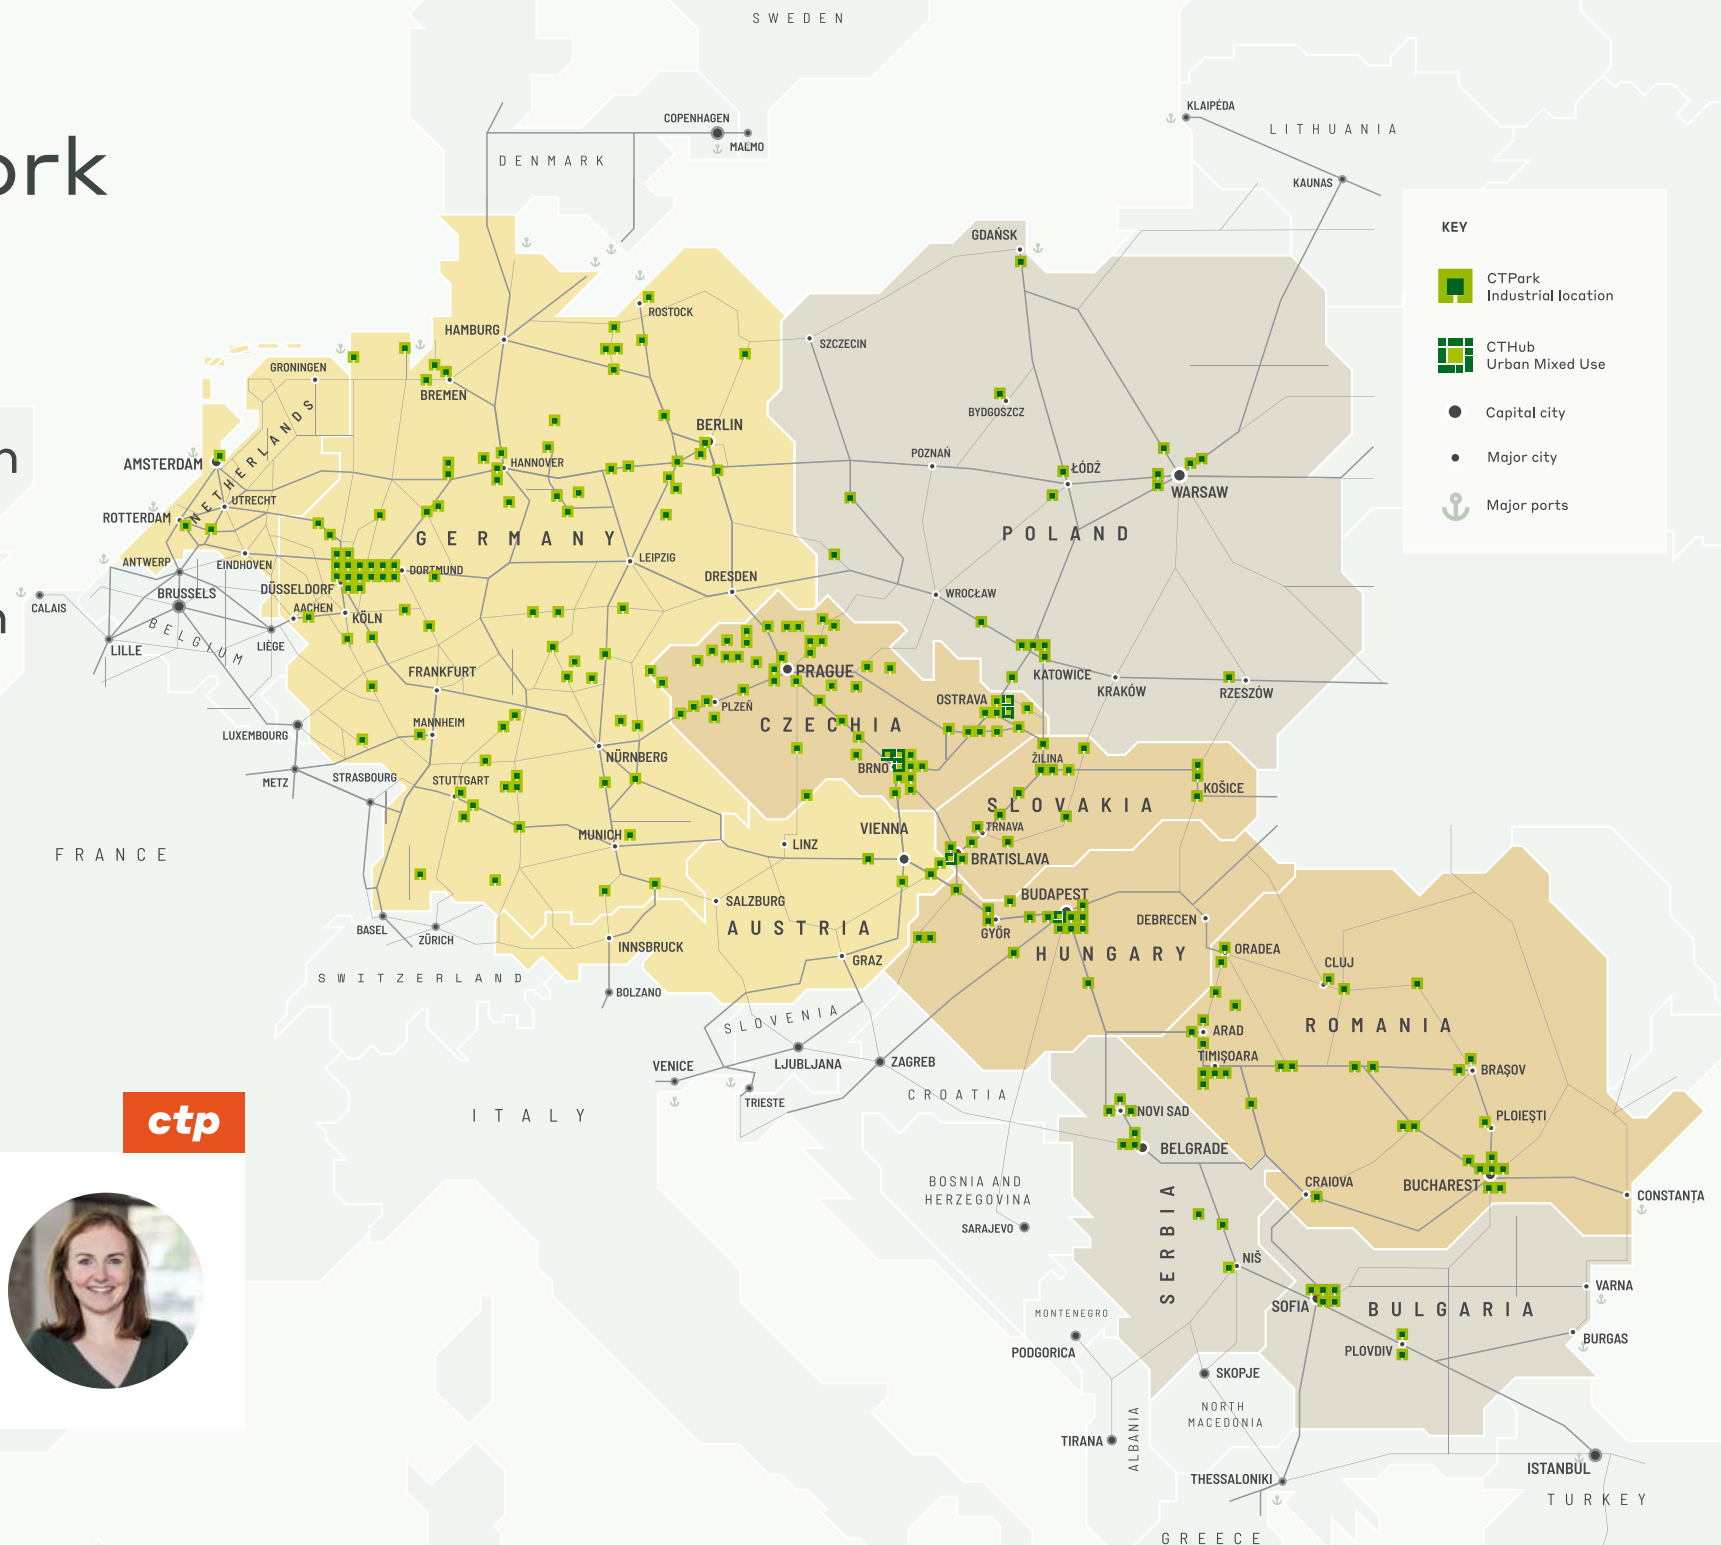 SWEDEN
ork
KLAIPÉDA
LITHUANIA
COPENHAGEN
MALMO
DENMARK
KAUNAS
KEY
CTPark
Industrial location
CTHub
Urban Mixed Use
Capital city
Major city
Major ports
GDAŃSK
ROSTOCK
HAMBURG
SZCZECIN
GRONINGEN
BREMEN
BYDGOSZCZ
BERLIN
n
AMSTERDAM
NETHERLANDS
HANNOVER
POZNAŃ
ŁÓDŹ
WARSAW
UTRECHT
ROTTERDAM
GERMANY
POLAND
ANTWERP
EINDHOVEN
DORTMUND
LEIPZIG
DRESDEN
DÜSSELDORF
BRUSSELS
CALAIS
AACHEN
KÖLN
WROCŁAW
n
BELGIUM
LILLE
LIÈGE
FRANKFURT
PRAGUE
KATOWICE
KRAKÓW
RZESZÓW
OSTRAVA
PLZEŇ
CZECHIA
LUXEMBOURG
MANNHEIM
NÜRNBERG
BRNO
ŽILINA
METZ
STRASBOURG
STUTTGART
KOŠICE
SLOVAKIA
MUNICH
VIENNA
TRNAVA
LINZ
FRANCE
BRATISLAVA
BUDAPEST
SALZBURG
BASEL
ZÜRICH
AUSTRIA
GYŐR
DEBRECEN
INNSBRUCK
HUNGARY
ORADEA
GRAZ
CLUJ
SWITZERLAND
BOLZANO
SLOVENIA
ROMANIA
ARAD
LJUBLJANA
ZAGREB
TIMIȘOARA
VENICE
BRAȘOV
TRIESTE
CROATIA
ITALY
NOVI SAD
PLOIEȘTI
ctp
BELGRADE
BOSNIA AND
HERZEGOVINA
CRAIOVA
BUCHAREST
CONSTANȚA
SARAJEVO
SERBIA
NIŠ
VARNA
SOFIA
BULGARIA
MONTENEGRO
BURGAS
PODGORICA
PLOVDIV
SKOPJE
NORTH
MACEDONIA
ALBANIA
TIRANA
ISTANBUL
THESSALONIKI
TURKEY
GREECE